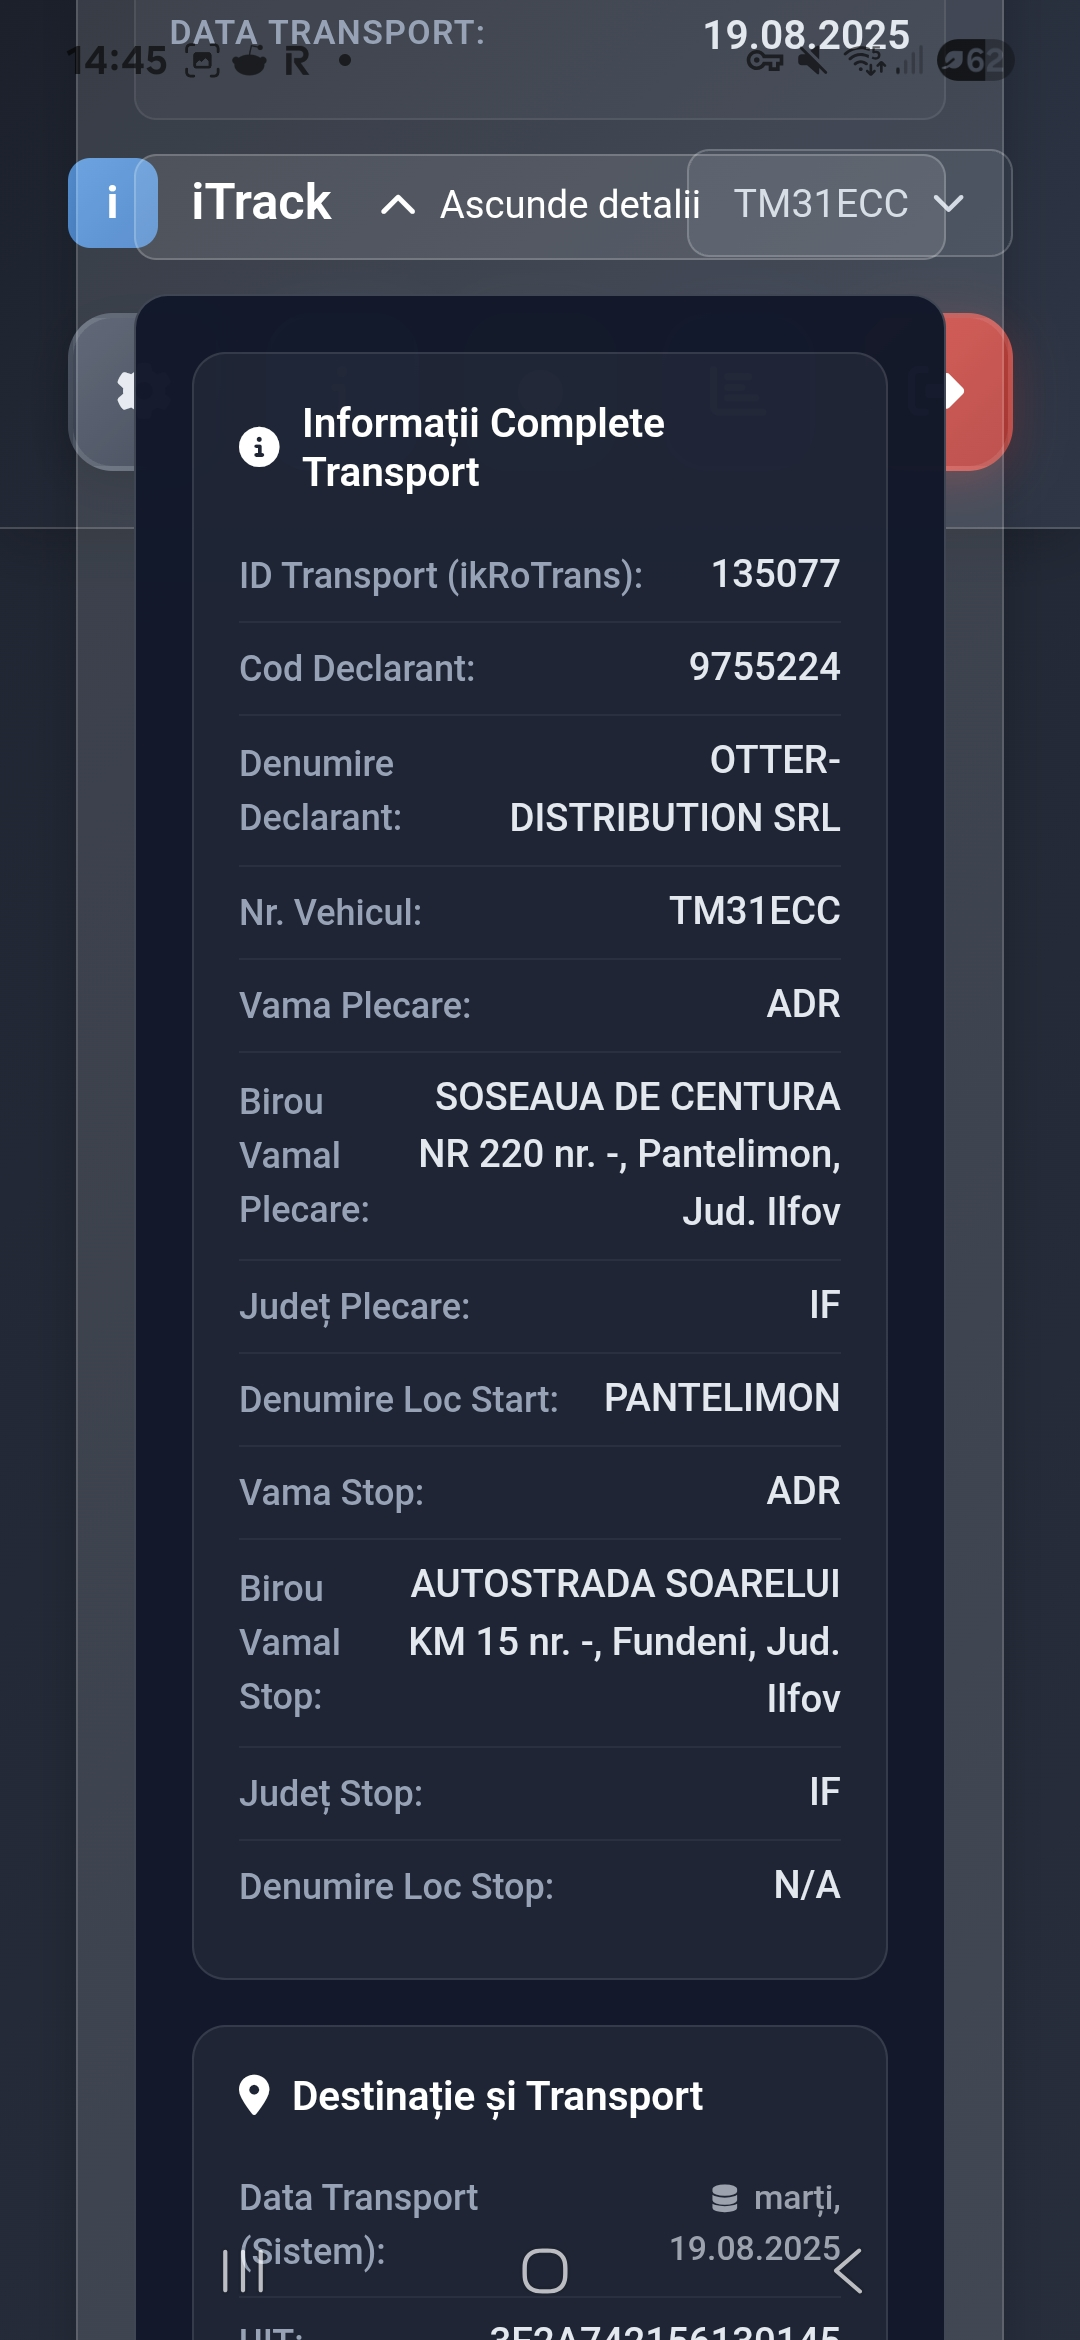 DATA TRANSPORT: 19.08.2025
14:45 62
i iTrack Ascunde detalii TM31ECC
Informații Complete
Transport
ID Transport (ikRoTrans): 135077
Cod Declarant: 9755224
Denumire
Declarant:
OTTER-
DISTRIBUTION SRL
Nr. Vehicul: TM31ECC
Vama Plecare: ADR
Birou
Vamal
Plecare:
SOSEAUA DE CENTURA
NR 220 nr. -, Pantelimon,
Jud. Ilfov
Județ Plecare: IF
Denumire Loc Start: PANTELIMON
Vama Stop: ADR
Birou
Vamal
Stop:
AUTOSTRADA SOARELUI
KM 15 nr. -, Fundeni, Jud.
Ilfov
Județ Stop: IF
Denumire Loc Stop: N/A
Destinație și Transport
Data Transport
(Sistem):
marți,
19.08.2025
UIT: 3E2A742156130145